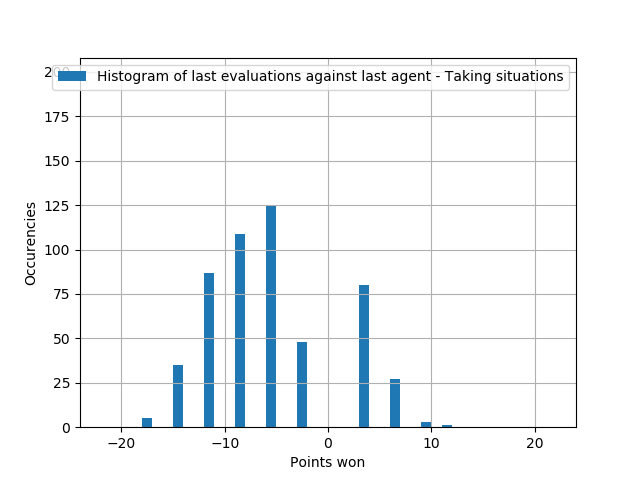 Histogram of last evaluations against last agent - Taking situations
200
175
150
125
100
75
50
25
0
Occurencies
−20 −10 0 10 20
Points won